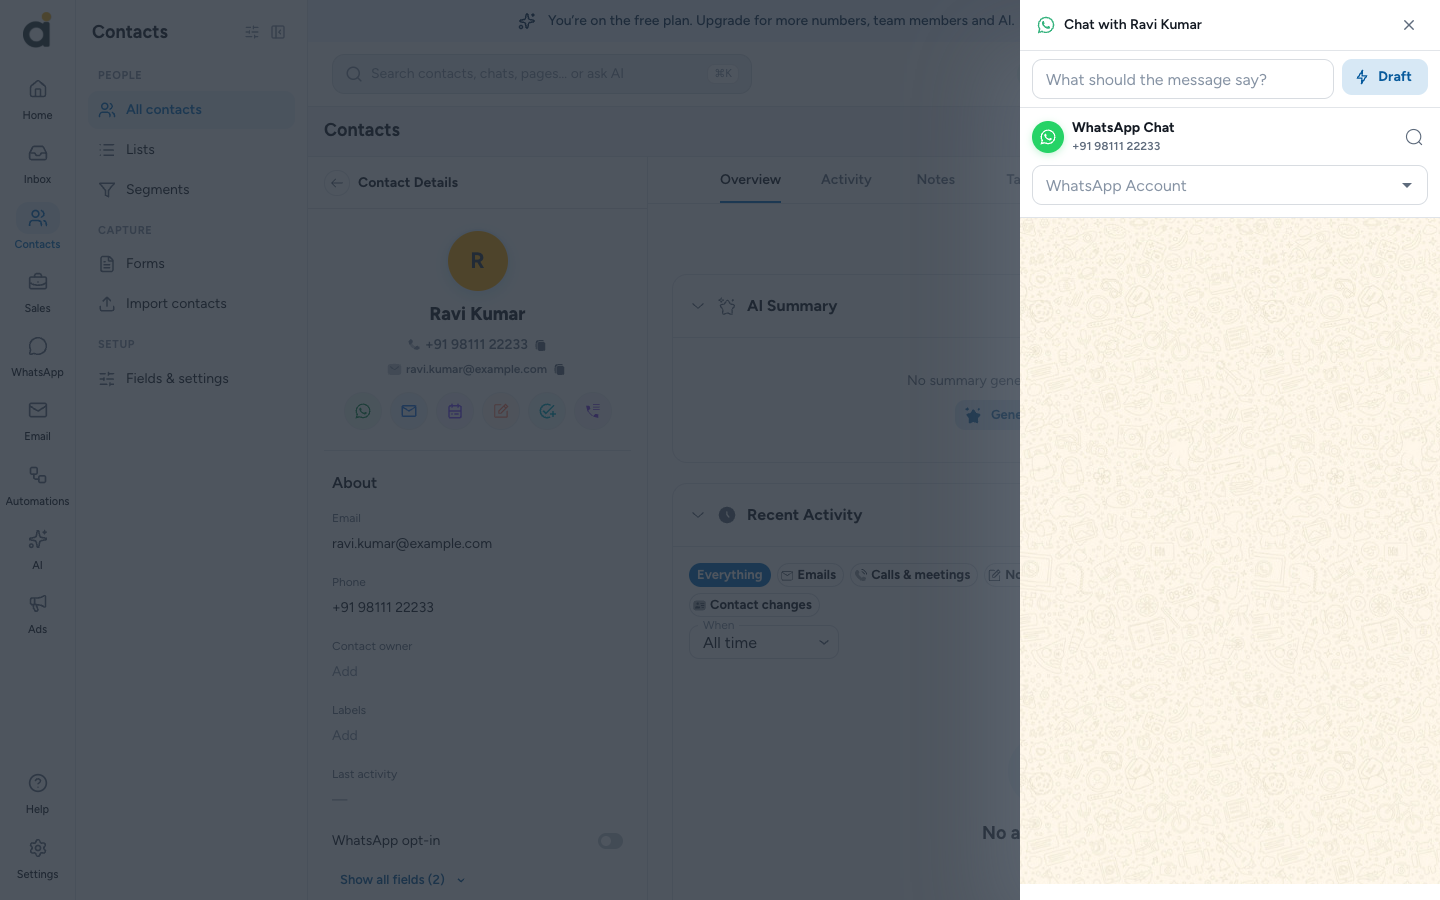 Home
Inbox
Contacts
Sales
WhatsApp
Email
Automations
AI
Ads
Help
Settings
Contacts
PEOPLE
All contacts
Lists
Segments
CAPTURE
Forms
Import contacts
SETUP
Fields & settings
You're on the free plan. Upgrade for more numbers, team members and AI.
Search contacts, chats, pages... or ask AI
⌘K
Contacts
Contact Details
R
Ravi Kumar
+91 98111 22233
ravi.kumar@example.com
About
Email
ravi.kumar@example.com
Phone
+91 98111 22233
Contact owner
Add
Labels
Add
Last activity
—
WhatsApp opt-in
Show all fields (2)
Overview
Activity
Notes
AI Summary
Recent Activity
Everything
Emails
Calls & meetings
Contact changes
When
All time
Chat with Ravi Kumar
What should the message say?
Draft
WhatsApp Chat
+91 98111 22233
WhatsApp Account